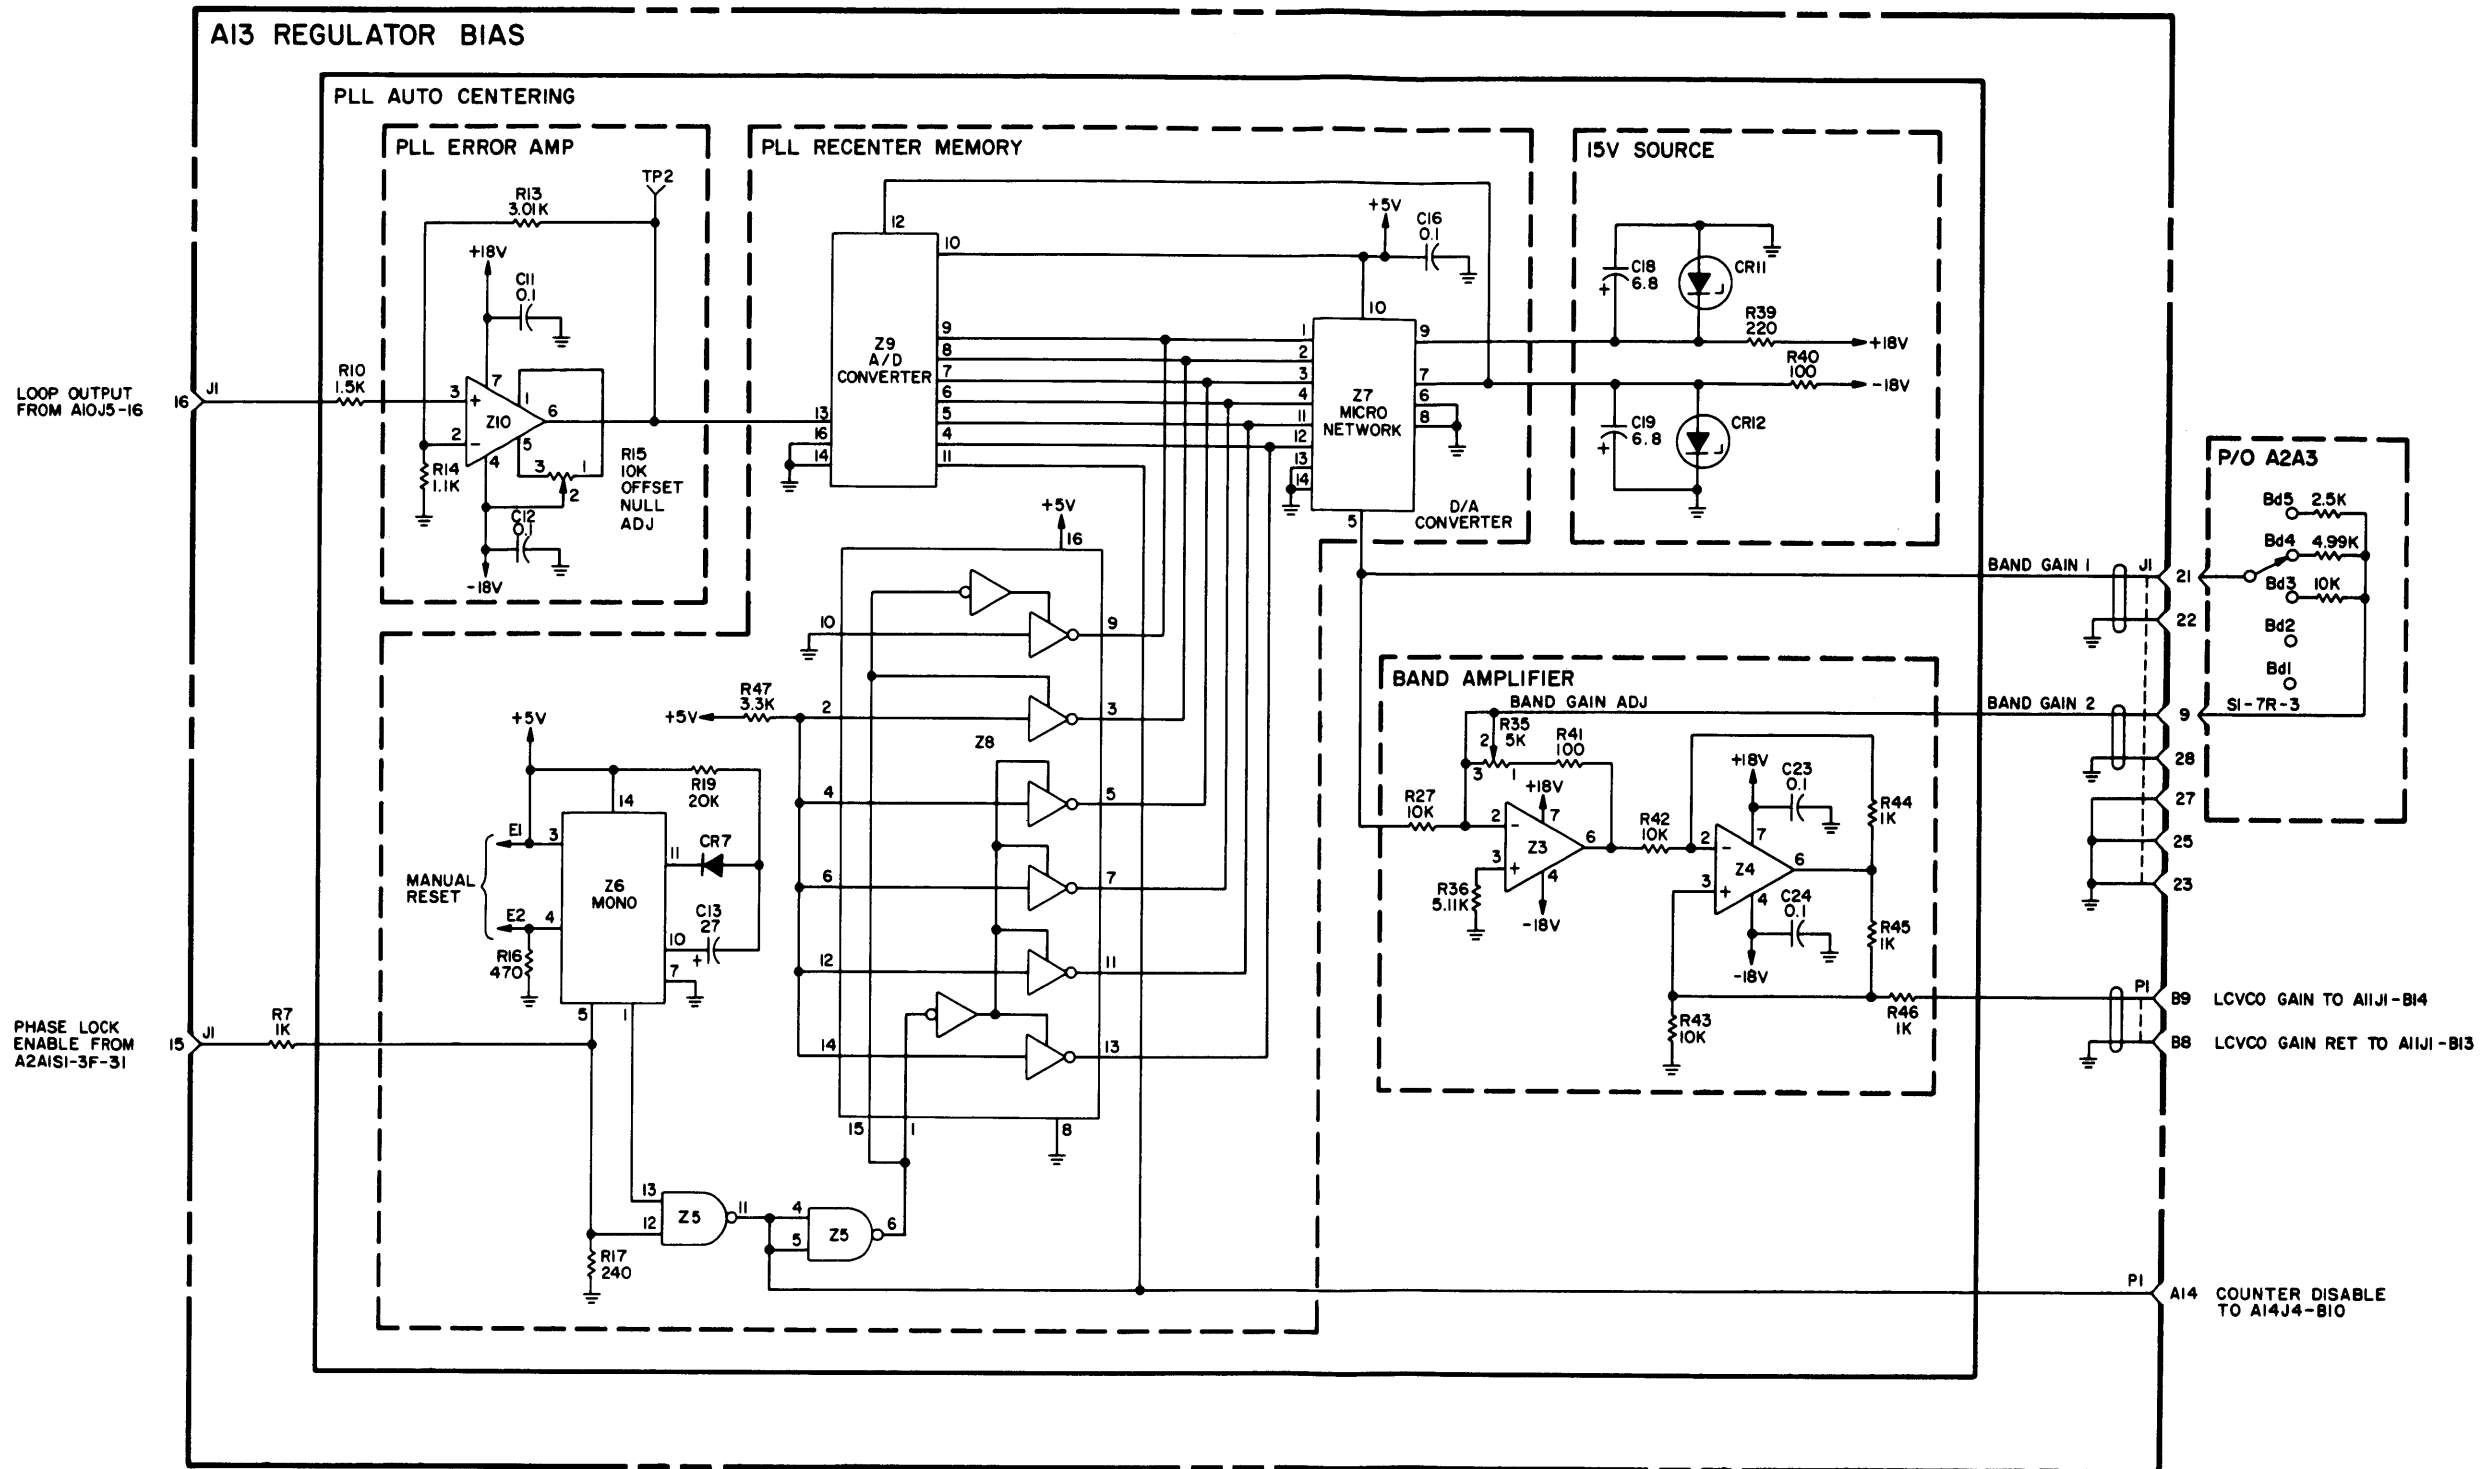 A13 REGULATOR BIAS
PLL AUTO CENTERING
PLL ERROR AMP
TP2
R13
3.01K
+18V
C11
0.1
7
3
+
1
Z10
6
2
-
5
4
R14
1.1K
3
1
2
R15
10K
OFFSET
NULL
ADJ
C12
0.1
-18V
LOOP OUTPUT
FROM A10J5-16
16
J1
R10
1.5K
PLL RECENTER MEMORY
12
10
Z9
A/D
CONVERTER
9
8
7
6
5
4
11
13
16
14
+5V
C16
0.1
10
1
2
3
4
11
12
13
14
Z7
MICRO
NETWORK
9
7
6
8
5
D/A
CONVERTER
15V SOURCE
C18
6.8
+
CR11
R39
220
+18V
R40
100
-18V
C19
6.8
+
CR12
+5V
16
10
9
R47
3.3K
+5V
2
3
Z8
4
5
6
7
12
11
14
13
15
1
8
+5V
R19
20K
14
E1
3
11
CR7
MANUAL
RESET
Z6
MONO
E2
4
C13
27
10
+
7
R16
470
5
1
PHASE LOCK
ENABLE FROM
A2A1S1-3F-31
15
J1
R7
1K
13
12
Z5
11
4
5
Z5
6
R17
240
BAND GAIN 1
J1
21
22
BAND AMPLIFIER
BAND GAIN ADJ
BAND GAIN 2
9
28
27
25
23
R35
5K
2
3
1
R41
100
R27
10K
+18V
7
2
-
Z3
6
3
+
4
R36
5.11K
-18V
R42
10K
+18V
C23
0.1
R44
1K
2
-
7
Z4
6
3
+
4
C24
0.1
R45
1K
-18V
R43
10K
R46
1K
P1
B9
LCVCO GAIN TO A11J1-B14
B8
LCVCO GAIN RET TO A11J1-B13
P/O A2A3
Bd5
2.5K
Bd4
4.99K
Bd3
10K
Bd2
Bd1
S1-7R-3
P1
A14
COUNTER DISABLE
TO A14J4-B10